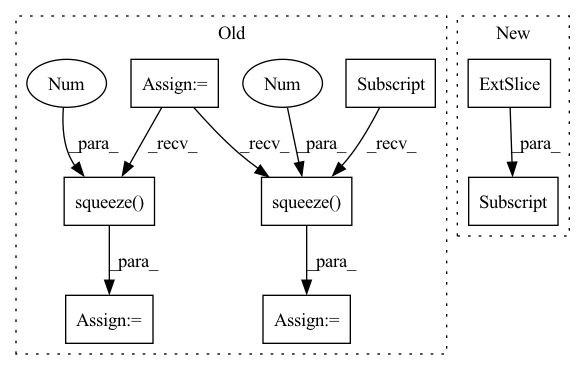 Old
New
Num
Assign:=
Num
Subscript
ExtSlice
_para_
_recv_
_recv_
_para_
_recv_
_para_
squeeze()
squeeze()
Subscript
_para_
_para_
Assign:=
Assign:=